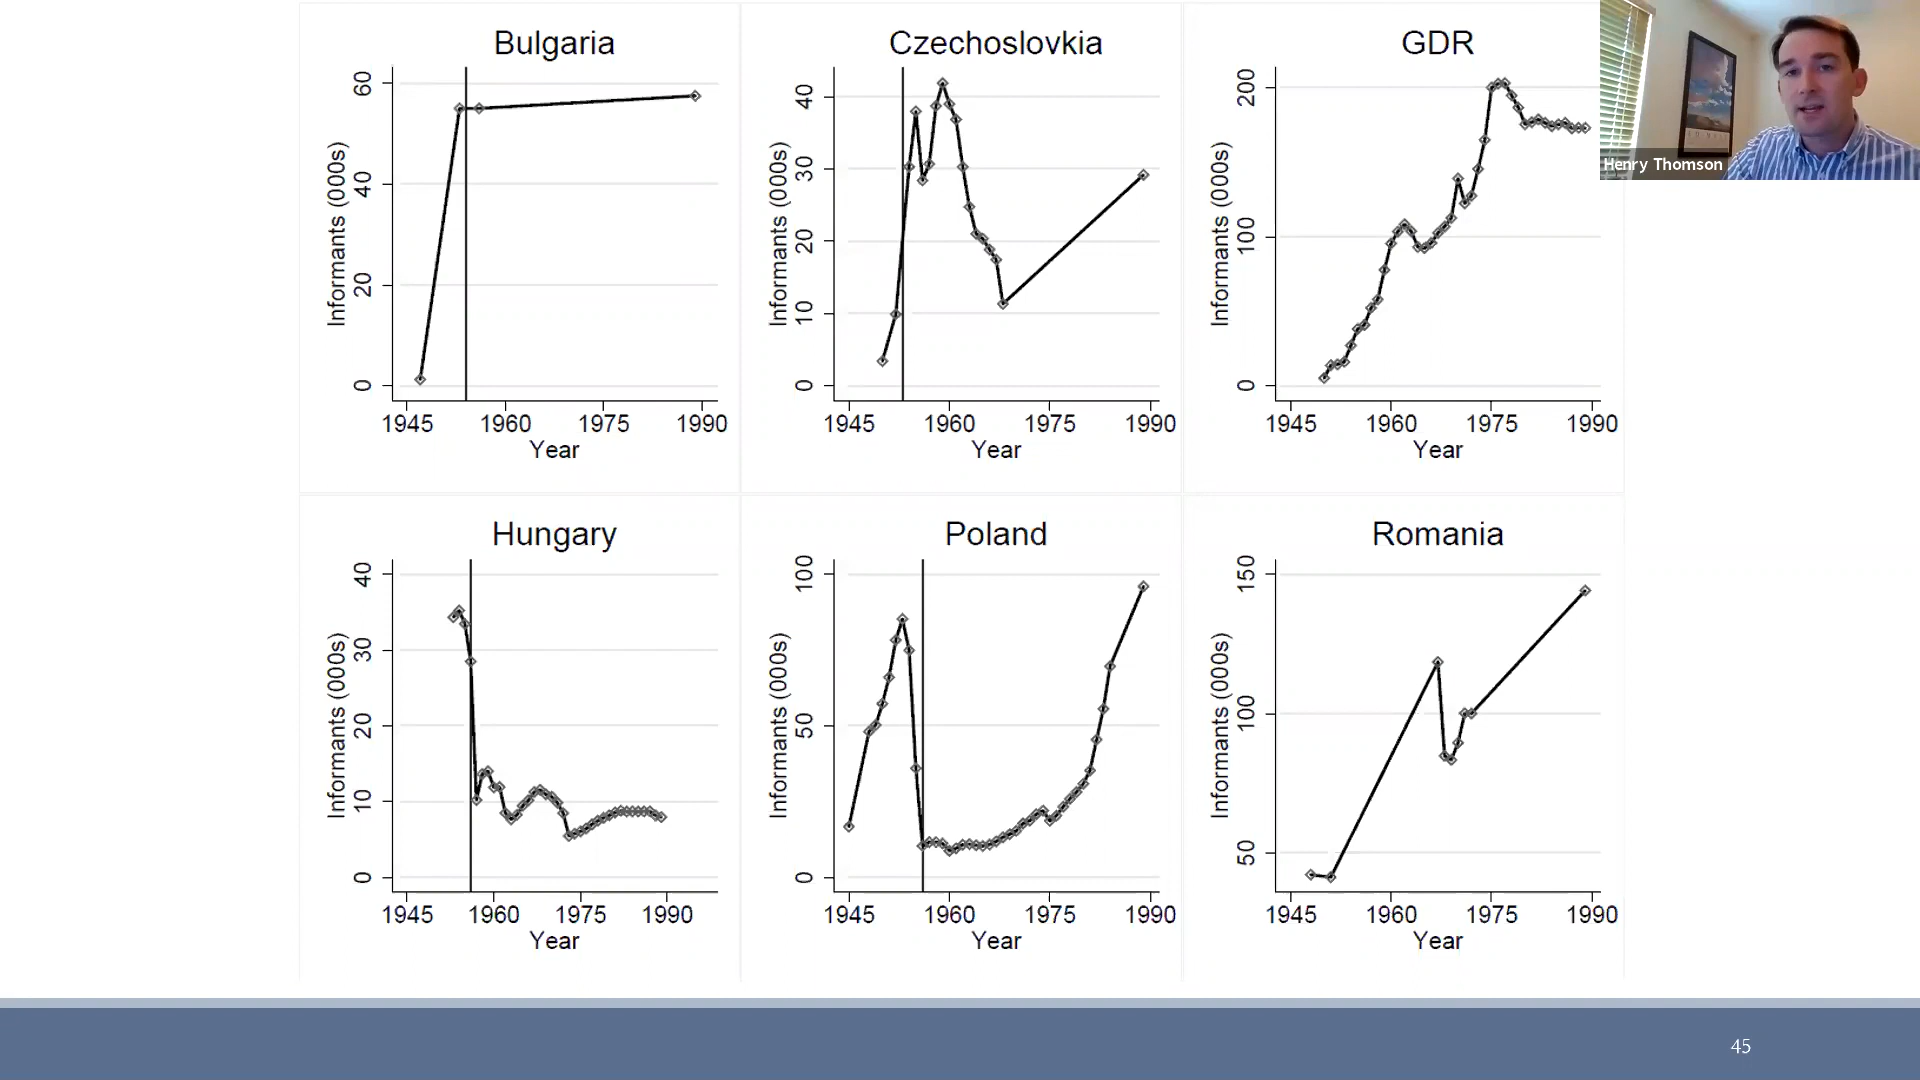 Bulgaria
Informants (000s)
60
40
20
0
1945 1960 1975 1990
Year
Czechoslovkia
Informants (000s)
40
30
20
10
0
1945 1960 1975 1990
Year
GDR
Informants (000s)
200
100
0
1945 1960 1975 1990
Year
Henry Thomson
Hungary
Informants (000s)
40
30
20
10
0
1945 1960 1975 1990
Year
Poland
Informants (000s)
100
50
0
1945 1960 1975 1990
Year
Romania
Informants (000s)
150
100
50
1945 1960 1975 1990
Year
45